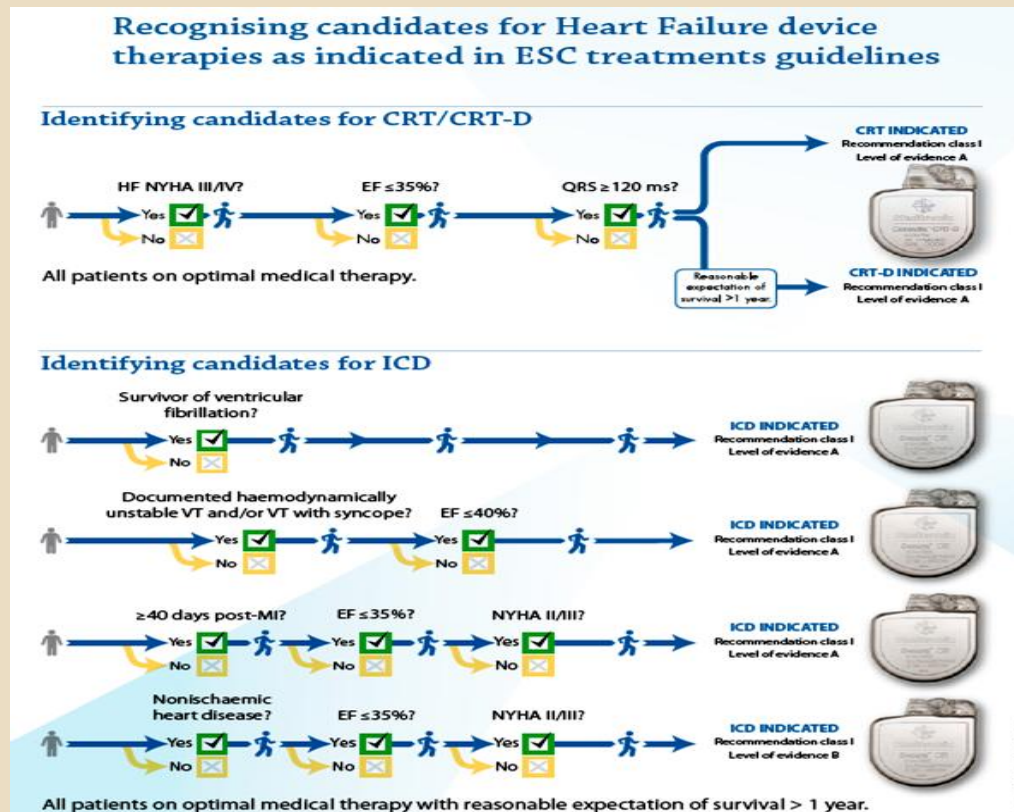 Recognising candidates for Heart Failure device
therapies as indicated in ESC treatments guidelines
Identifying candidates for CRT/CRT-D
HF NYHA III/IV?
EF ≤35%?
QRS ≥ 120 ms?
Yes
No
Yes
No
Yes
No
CRT INDICATED
Recommendation class I
Level of evidence A
All patients on optimal medical therapy.
Reasonable
expectation of
survival >1 year.
CRT-D INDICATED
Recommendation class I
Level of evidence A
Identifying candidates for ICD
Survivor of ventricular
fibrillation?
Yes
No
ICD INDICATED
Recommendation class I
Level of evidence A
Documented haemodynamically
unstable VT and/or VT with syncope?
EF ≤40%?
Yes
No
Yes
No
ICD INDICATED
Recommendation class I
Level of evidence A
≥40 days post-MI?
EF ≤35%?
NYHA II/III?
Yes
No
Yes
No
Yes
No
ICD INDICATED
Recommendation class I
Level of evidence A
Nonischaemic
heart disease?
EF ≤35%?
NYHA II/III?
Yes
No
Yes
No
Yes
No
ICD INDICATED
Recommendation class I
Level of evidence B
All patients on optimal medical therapy with reasonable expectation of survival > 1 year.